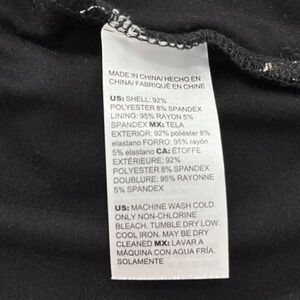 MADE IN CHINA/ HECHO EN
CHINA/ FABRIQUÉ EN CHINE
US: SHELL: 92%
POLYESTER 8% SPANDEX
LINING: 95% RAYON 5%
SPANDEX MX: TELA
EXTERIOR: 92% poliéster 8%
elastano FORRO: 95% rayón
5% elastano CA: ÉTOFFE
EXTÉRIEURE: 92%
POLYESTER 8% SPANDEX
DOUBLURE: 95% RAYONNE
5% SPANDEX
US: MACHINE WASH COLD.
ONLY NON-CHLORINE
BLEACH. TUMBLE DRY LOW.
COOL IRON. MAY BE DRY
CLEANED MX: LAVAR A
MÁQUINA CON AGUA FRÍA.
SOLAMENTE